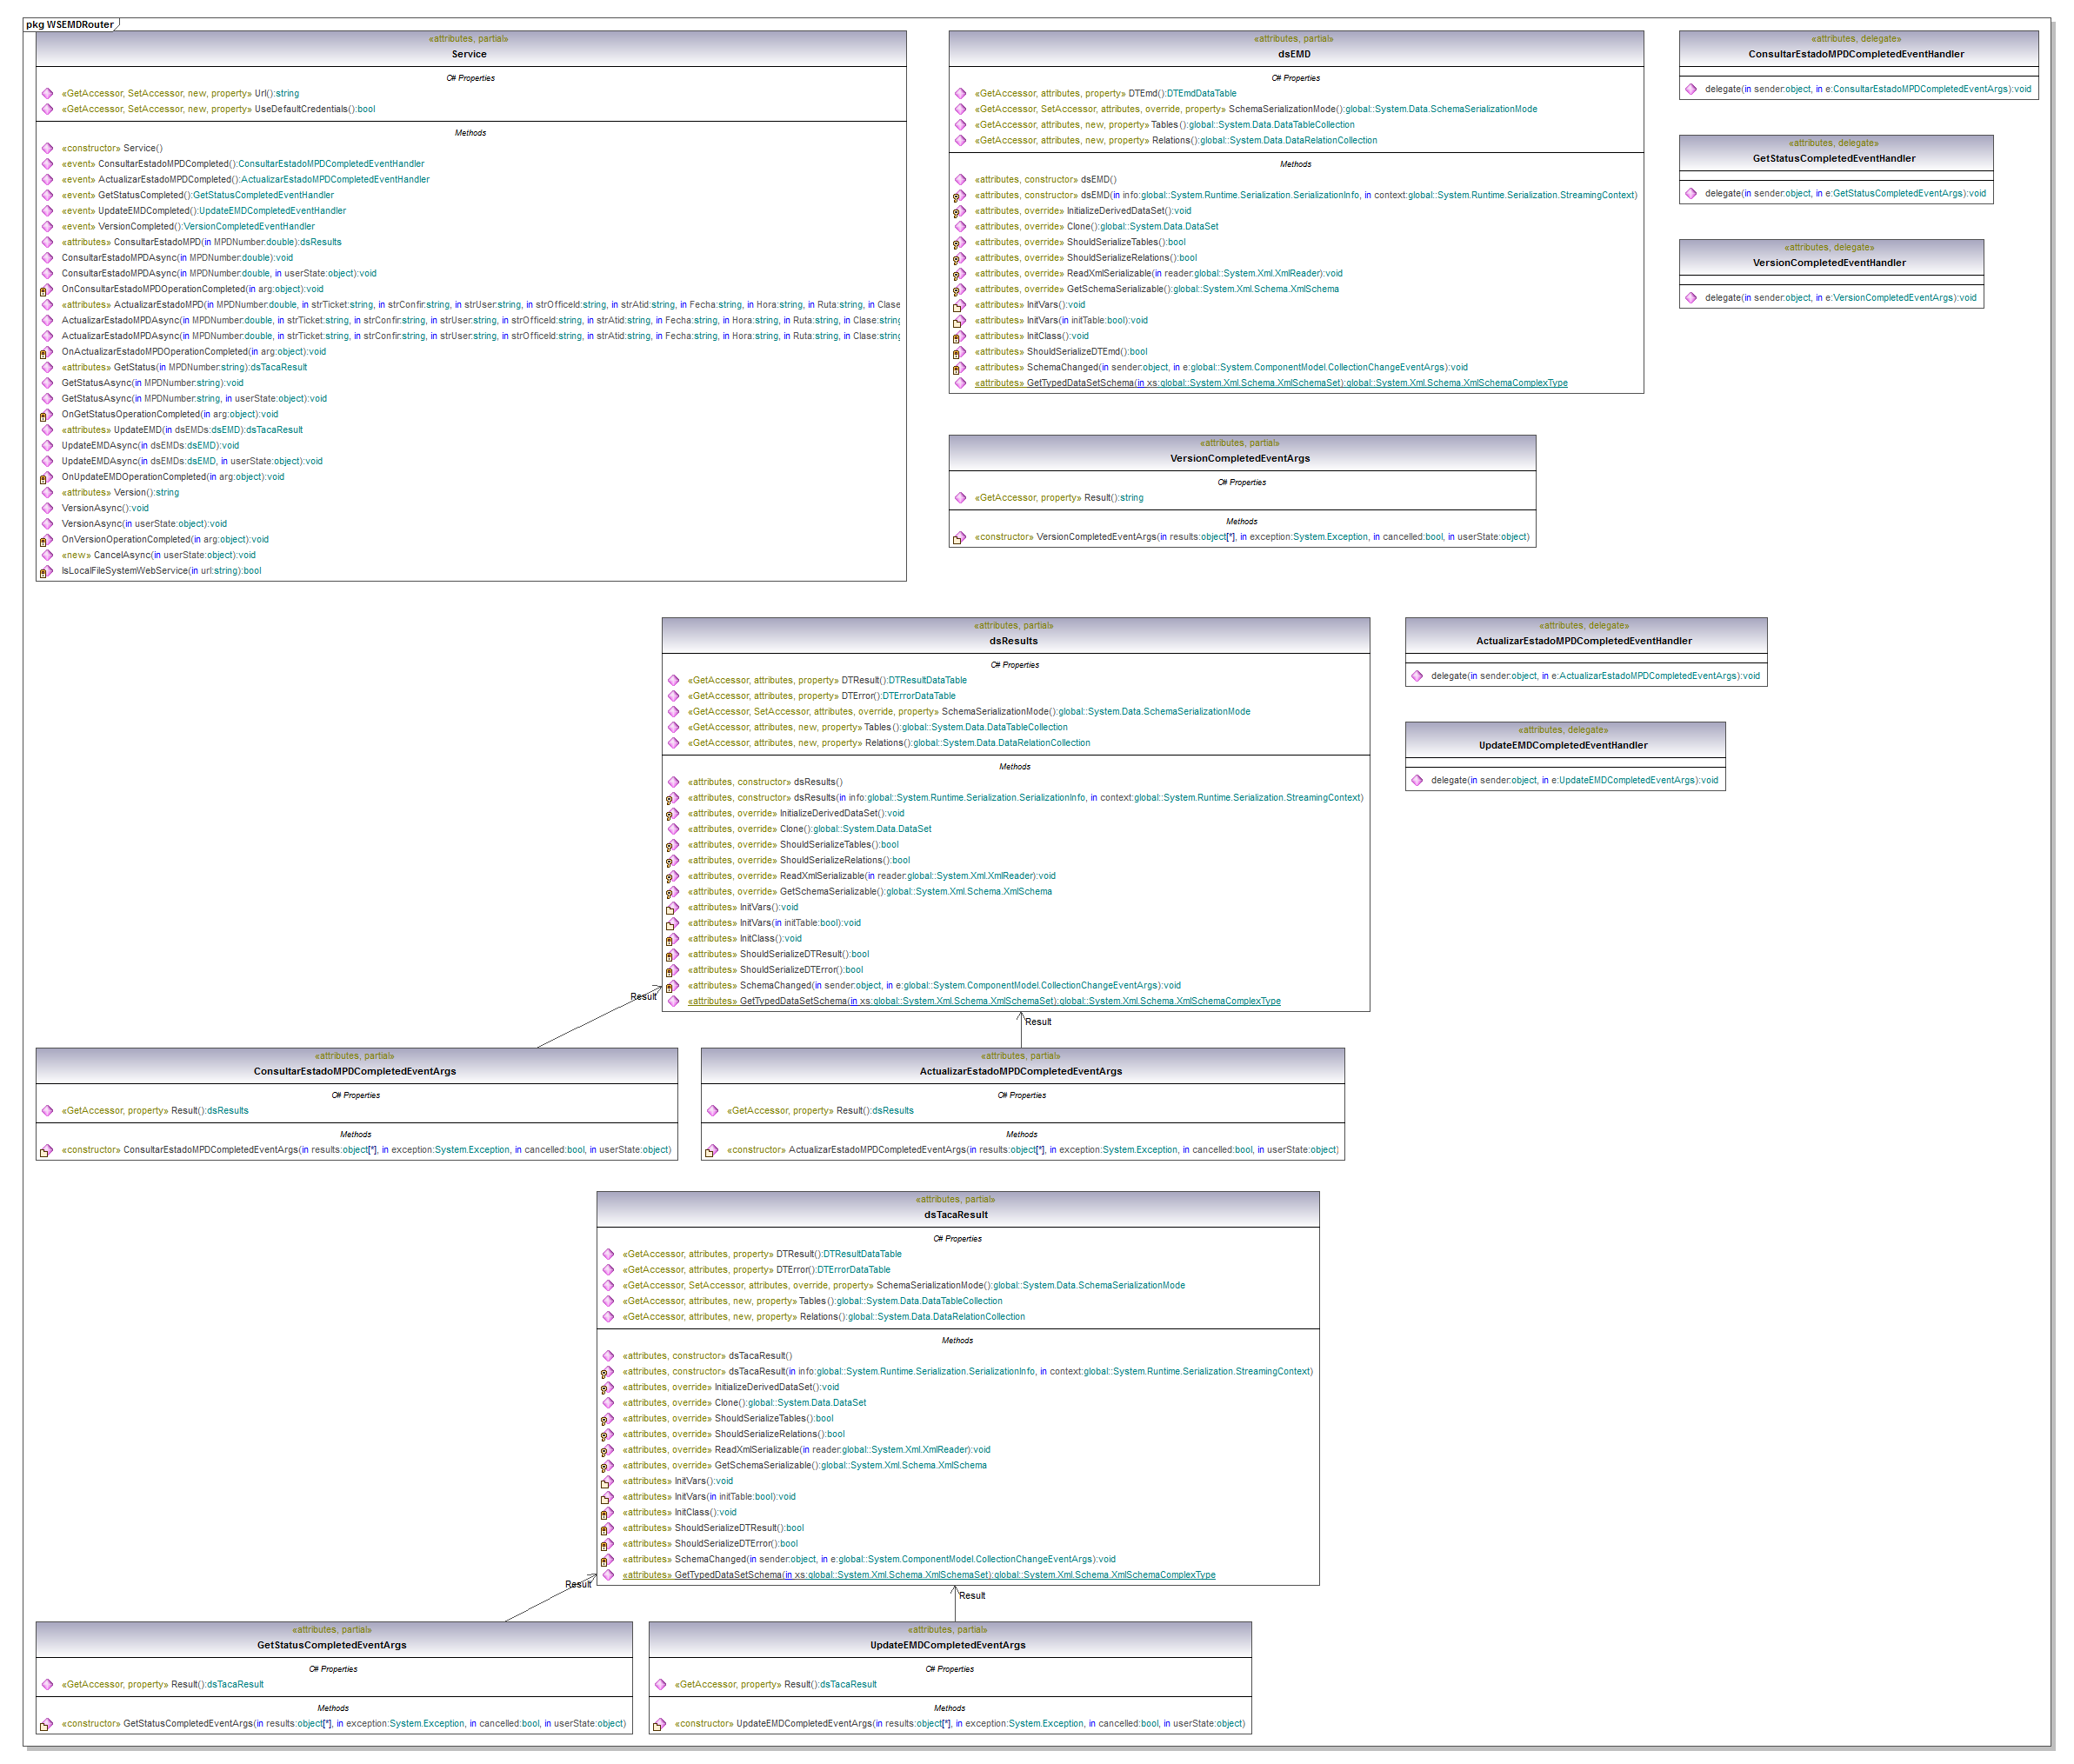 pkg WSEMDRouter
«attributes, partial»
Service
C# Properties
«GetAccessor, SetAccessor, new, property» Url():string
«GetAccessor, SetAccessor, new, property» UseDefaultCredentials():bool
Methods
«constructor» Service()
«event» ConsultarEstadoMPDCompleted():ConsultarEstadoMPDCompletedEventHandler
«event» ActualizarEstadoMPDCompleted():ActualizarEstadoMPDCompletedEventHandler
«event» GetStatusCompleted():GetStatusCompletedEventHandler
«event» UpdateEMDCompleted():UpdateEMDCompletedEventHandler
«event» VersionCompleted():VersionCompletedEventHandler
«attributes» ConsultarEstadoMPD(in MPDNumber:double):dsResults
ConsultarEstadoMPDAsync(in MPDNumber:double):void
ConsultarEstadoMPDAsync(in MPDNumber:double, in userState:object):void
OnConsultarEstadoMPDOperationCompleted(in arg:object):void
«attributes» ActualizarEstadoMPD(in MPDNumber:double, in strTicket:string, in strConfir:string, in strUser:string, in strOfficeId:string, in strAtid:string, in Fecha:string, in Hora:string, in Ruta:string, in Clase
ActualizarEstadoMPDAsync(in MPDNumber:double, in strTicket:string, in strConfir:string, in strUser:string, in strOfficeId:string, in strAtid:string, in Fecha:string, in Hora:string, in Ruta:string, in Clase:string
ActualizarEstadoMPDAsync(in MPDNumber:double, in strTicket:string, in strConfir:string, in strUser:string, in strOfficeId:string, in strAtid:string, in Fecha:string, in Hora:string, in Ruta:string, in Clase:string
OnActualizarEstadoMPDOperationCompleted(in arg:object):void
«attributes» GetStatus(in MPDNumber:string):dsTacaResult
GetStatusAsync(in MPDNumber:string):void
GetStatusAsync(in MPDNumber:string, in userState:object):void
OnGetStatusOperationCompleted(in arg:object):void
«attributes» UpdateEMD(in dsEMDs:dsEMD):dsTacaResult
UpdateEMDAsync(in dsEMDs:dsEMD):void
UpdateEMDAsync(in dsEMDs:dsEMD, in userState:object):void
OnUpdateEMDOperationCompleted(in arg:object):void
«attributes» Version():string
VersionAsync():void
VersionAsync(in userState:object):void
OnVersionOperationCompleted(in arg:object):void
«new» CancelAsync(in userState:object):void
IsLocalFileSystemWebService(in url:string):bool
«attributes, partial»
dsEMD
C# Properties
«GetAccessor, attributes, property» DTEmd():DTEmdDataTable
«GetAccessor, SetAccessor, attributes, override, property» SchemaSerializationMode():global::System.Data.SchemaSerializationMode
«GetAccessor, attributes, new, property» Tables():global::System.Data.DataTableCollection
«GetAccessor, attributes, new, property» Relations():global::System.Data.DataRelationCollection
Methods
«attributes, constructor» dsEMD()
«attributes, constructor» dsEMD(in info:global::System.Runtime.Serialization.SerializationInfo, in context:global::System.Runtime.Serialization.StreamingContext)
«attributes, override» InitializeDerivedDataSet():void
«attributes, override» Clone():global::System.Data.DataSet
«attributes, override» ShouldSerializeTables():bool
«attributes, override» ShouldSerializeRelations():bool
«attributes, override» ReadXmlSerializable(in reader:global::System.Xml.XmlReader):void
«attributes, override» GetSchemaSerializable():global::System.Xml.Schema.XmlSchema
«attributes» InitVars():void
«attributes» InitVars(in initTable:bool):void
«attributes» InitClass():void
«attributes» ShouldSerializeDTEmd():bool
«attributes» SchemaChanged(in sender:object, in e:global::System.ComponentModel.CollectionChangeEventArgs):void
«attributes» GetTypedDataSetSchema(in xs:global::System.Xml.Schema.XmlSchemaSet):global::System.Xml.Schema.XmlSchemaComplexType
«attributes, delegate»
ConsultarEstadoMPDCompletedEventHandler
delegate(in sender:object, in e:ConsultarEstadoMPDCompletedEventArgs):void
«attributes, delegate»
GetStatusCompletedEventHandler
delegate(in sender:object, in e:GetStatusCompletedEventArgs):void
«attributes, delegate»
VersionCompletedEventHandler
delegate(in sender:object, in e:VersionCompletedEventArgs):void
«attributes, partial»
VersionCompletedEventArgs
C# Properties
«GetAccessor, property» Result():string
Methods
«constructor» VersionCompletedEventArgs(in results:object[*], in exception:System.Exception, in cancelled:bool, in userState:object)
«attributes, partial»
dsResults
C# Properties
«GetAccessor, attributes, property» DTResult():DTResultDataTable
«GetAccessor, attributes, property» DTError():DTErrorDataTable
«GetAccessor, SetAccessor, attributes, override, property» SchemaSerializationMode():global::System.Data.SchemaSerializationMode
«GetAccessor, attributes, new, property» Tables():global::System.Data.DataTableCollection
«GetAccessor, attributes, new, property» Relations():global::System.Data.DataRelationCollection
Methods
«attributes, constructor» dsResults()
«attributes, constructor» dsResults(in info:global::System.Runtime.Serialization.SerializationInfo, in context:global::System.Runtime.Serialization.StreamingContext)
«attributes, override» InitializeDerivedDataSet():void
«attributes, override» Clone():global::System.Data.DataSet
«attributes, override» ShouldSerializeTables():bool
«attributes, override» ShouldSerializeRelations():bool
«attributes, override» ReadXmlSerializable(in reader:global::System.Xml.XmlReader):void
«attributes, override» GetSchemaSerializable():global::System.Xml.Schema.XmlSchema
«attributes» InitVars():void
«attributes» InitVars(in initTable:bool):void
«attributes» InitClass():void
«attributes» ShouldSerializeDTResult():bool
«attributes» ShouldSerializeDTError():bool
«attributes» SchemaChanged(in sender:object, in e:global::System.ComponentModel.CollectionChangeEventArgs):void
«attributes» GetTypedDataSetSchema(in xs:global::System.Xml.Schema.XmlSchemaSet):global::System.Xml.Schema.XmlSchemaComplexType
«attributes, delegate»
ActualizarEstadoMPDCompletedEventHandler
delegate(in sender:object, in e:ActualizarEstadoMPDCompletedEventArgs):void
«attributes, delegate»
UpdateEMDCompletedEventHandler
delegate(in sender:object, in e:UpdateEMDCompletedEventArgs):void
Result
Result
«attributes, partial»
ConsultarEstadoMPDCompletedEventArgs
C# Properties
«GetAccessor, property» Result():dsResults
Methods
«constructor» ConsultarEstadoMPDCompletedEventArgs(in results:object[*], in exception:System.Exception, in cancelled:bool, in userState:object)
«attributes, partial»
ActualizarEstadoMPDCompletedEventArgs
C# Properties
«GetAccessor, property» Result():dsResults
Methods
«constructor» ActualizarEstadoMPDCompletedEventArgs(in results:object[*], in exception:System.Exception, in cancelled:bool, in userState:object)
«attributes, partial»
dsTacaResult
C# Properties
«GetAccessor, attributes, property» DTResult():DTResultDataTable
«GetAccessor, attributes, property» DTError():DTErrorDataTable
«GetAccessor, SetAccessor, attributes, override, property» SchemaSerializationMode():global::System.Data.SchemaSerializationMode
«GetAccessor, attributes, new, property» Tables():global::System.Data.DataTableCollection
«GetAccessor, attributes, new, property» Relations():global::System.Data.DataRelationCollection
Methods
«attributes, constructor» dsTacaResult()
«attributes, constructor» dsTacaResult(in info:global::System.Runtime.Serialization.SerializationInfo, in context:global::System.Runtime.Serialization.StreamingContext)
«attributes, override» InitializeDerivedDataSet():void
«attributes, override» Clone():global::System.Data.DataSet
«attributes, override» ShouldSerializeTables():bool
«attributes, override» ShouldSerializeRelations():bool
«attributes, override» ReadXmlSerializable(in reader:global::System.Xml.XmlReader):void
«attributes, override» GetSchemaSerializable():global::System.Xml.Schema.XmlSchema
«attributes» InitVars():void
«attributes» InitVars(in initTable:bool):void
«attributes» InitClass():void
«attributes» ShouldSerializeDTResult():bool
«attributes» ShouldSerializeDTError():bool
«attributes» SchemaChanged(in sender:object, in e:global::System.ComponentModel.CollectionChangeEventArgs):void
«attributes» GetTypedDataSetSchema(in xs:global::System.Xml.Schema.XmlSchemaSet):global::System.Xml.Schema.XmlSchemaComplexType
Result
Result
«attributes, partial»
GetStatusCompletedEventArgs
C# Properties
«GetAccessor, property» Result():dsTacaResult
Methods
«constructor» GetStatusCompletedEventArgs(in results:object[*], in exception:System.Exception, in cancelled:bool, in userState:object)
«attributes, partial»
UpdateEMDCompletedEventArgs
C# Properties
«GetAccessor, property» Result():dsTacaResult
Methods
«constructor» UpdateEMDCompletedEventArgs(in results:object[*], in exception:System.Exception, in cancelled:bool, in userState:object)